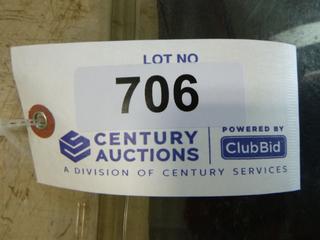 LOT NO
706
CENTURY
AUCTIONS
POWERED BY
ClubBid
A DIVISION OF CENTURY SERVICES